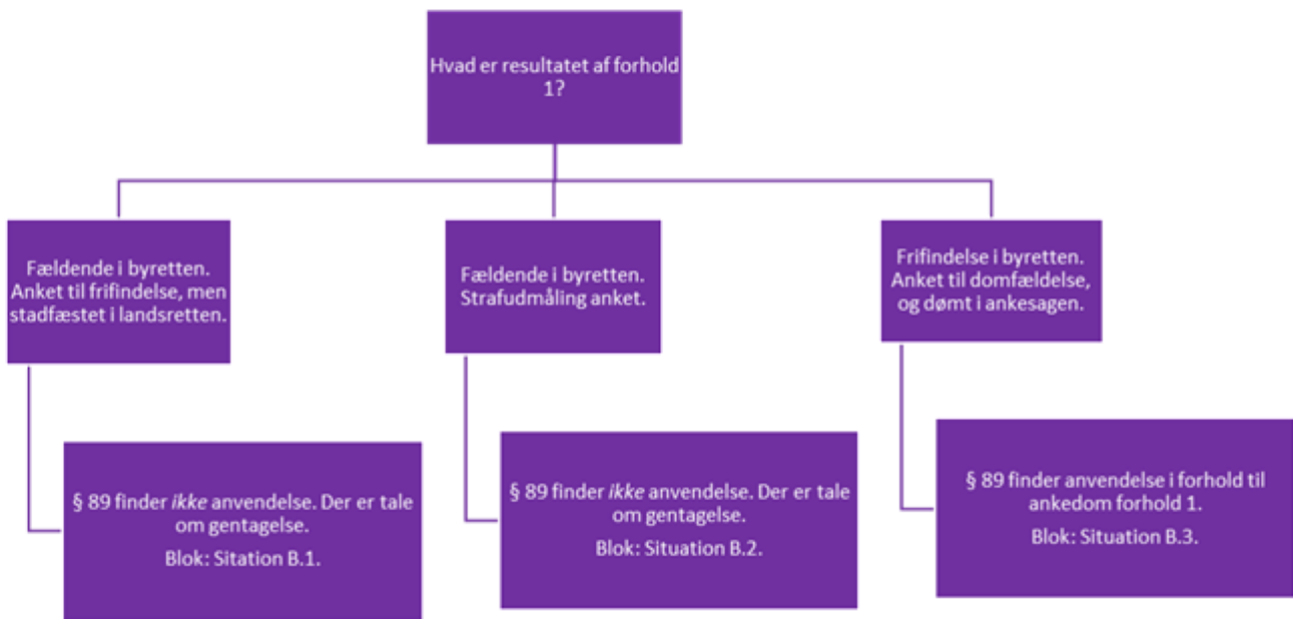 Hvad er resultatet af forhold
1?
Fældende i byretten.
Anket til frifindelse, men
stadfæstet i landsretten.
Fældende i byretten.
Strafudmåling anket.
Frifindelse i byretten.
Anket til domfældelse,
og dømt i ankesagen.
§ 89 finder ikke anvendelse. Der er tale
om gentagelse.
Blok: Sitation B.1.
§ 89 finder ikke anvendelse. Der er tale
om gentagelse.
Blok: Situation B.2.
§ 89 finder anvendelse i forhold til
ankedom forhold 1.
Blok: Situation B.3.